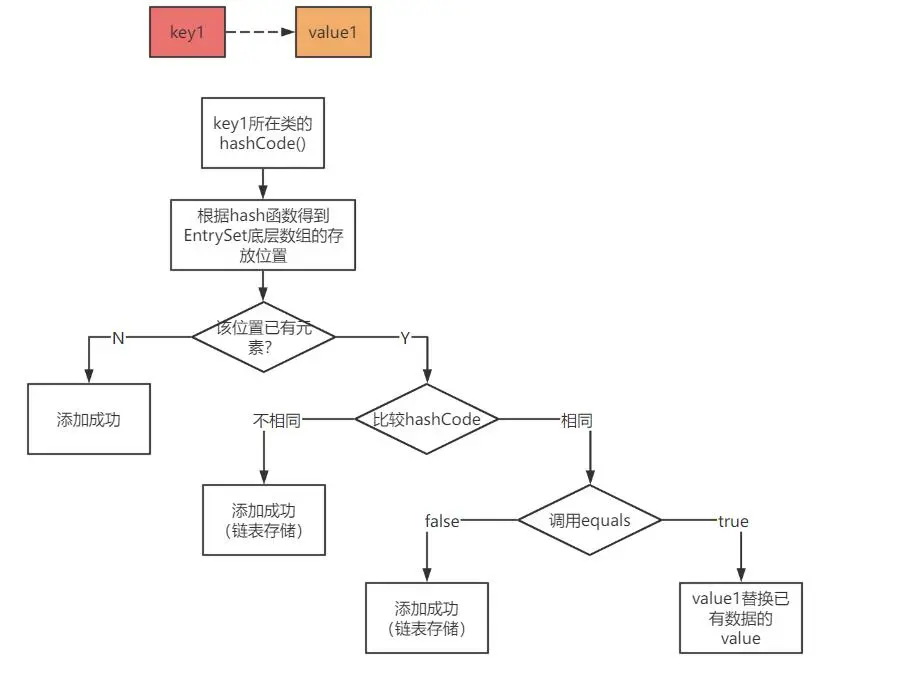 key1
value1
key1所在类的
hashCode()
根据hash函数得到
EntrySet底层数组的存
放位置
该位置已有元
素?
N
Y
添加成功
比较hashCode
不相同
相同
添加成功
（链表存储）
调用equals
false
true
添加成功
（链表存储）
value1替换已
有数据的
value